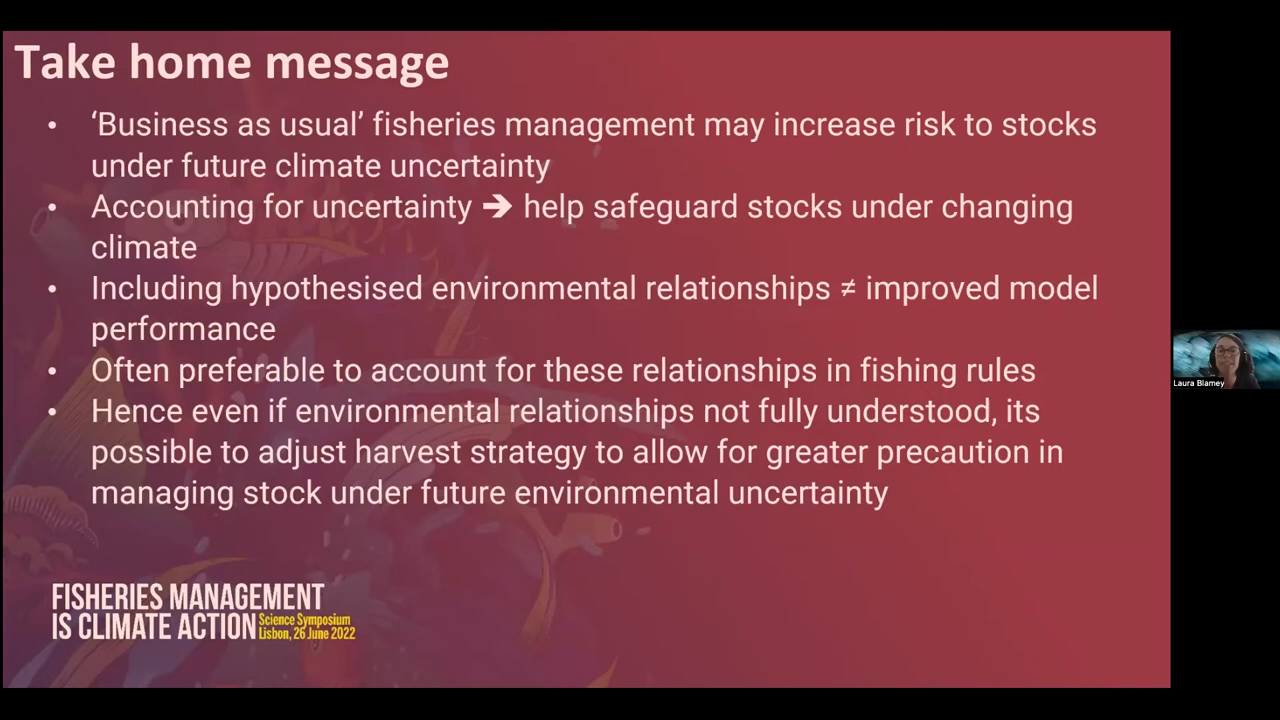 Take home message
• ‘Business as usual’ fisheries management may increase risk to stocks
under future climate uncertainty
• Accounting for uncertainty ➔ help safeguard stocks under changing
climate
• Including hypothesised environmental relationships ≠ improved model
performance
• Often preferable to account for these relationships in fishing rules
• Hence even if environmental relationships not fully understood, its
possible to adjust harvest strategy to allow for greater precaution in
managing stock under future environmental uncertainty
Laura Blamey
FISHERIES MANAGEMENT
IS CLIMATE ACTION
Science Symposium
Lisbon, 26 June 2022